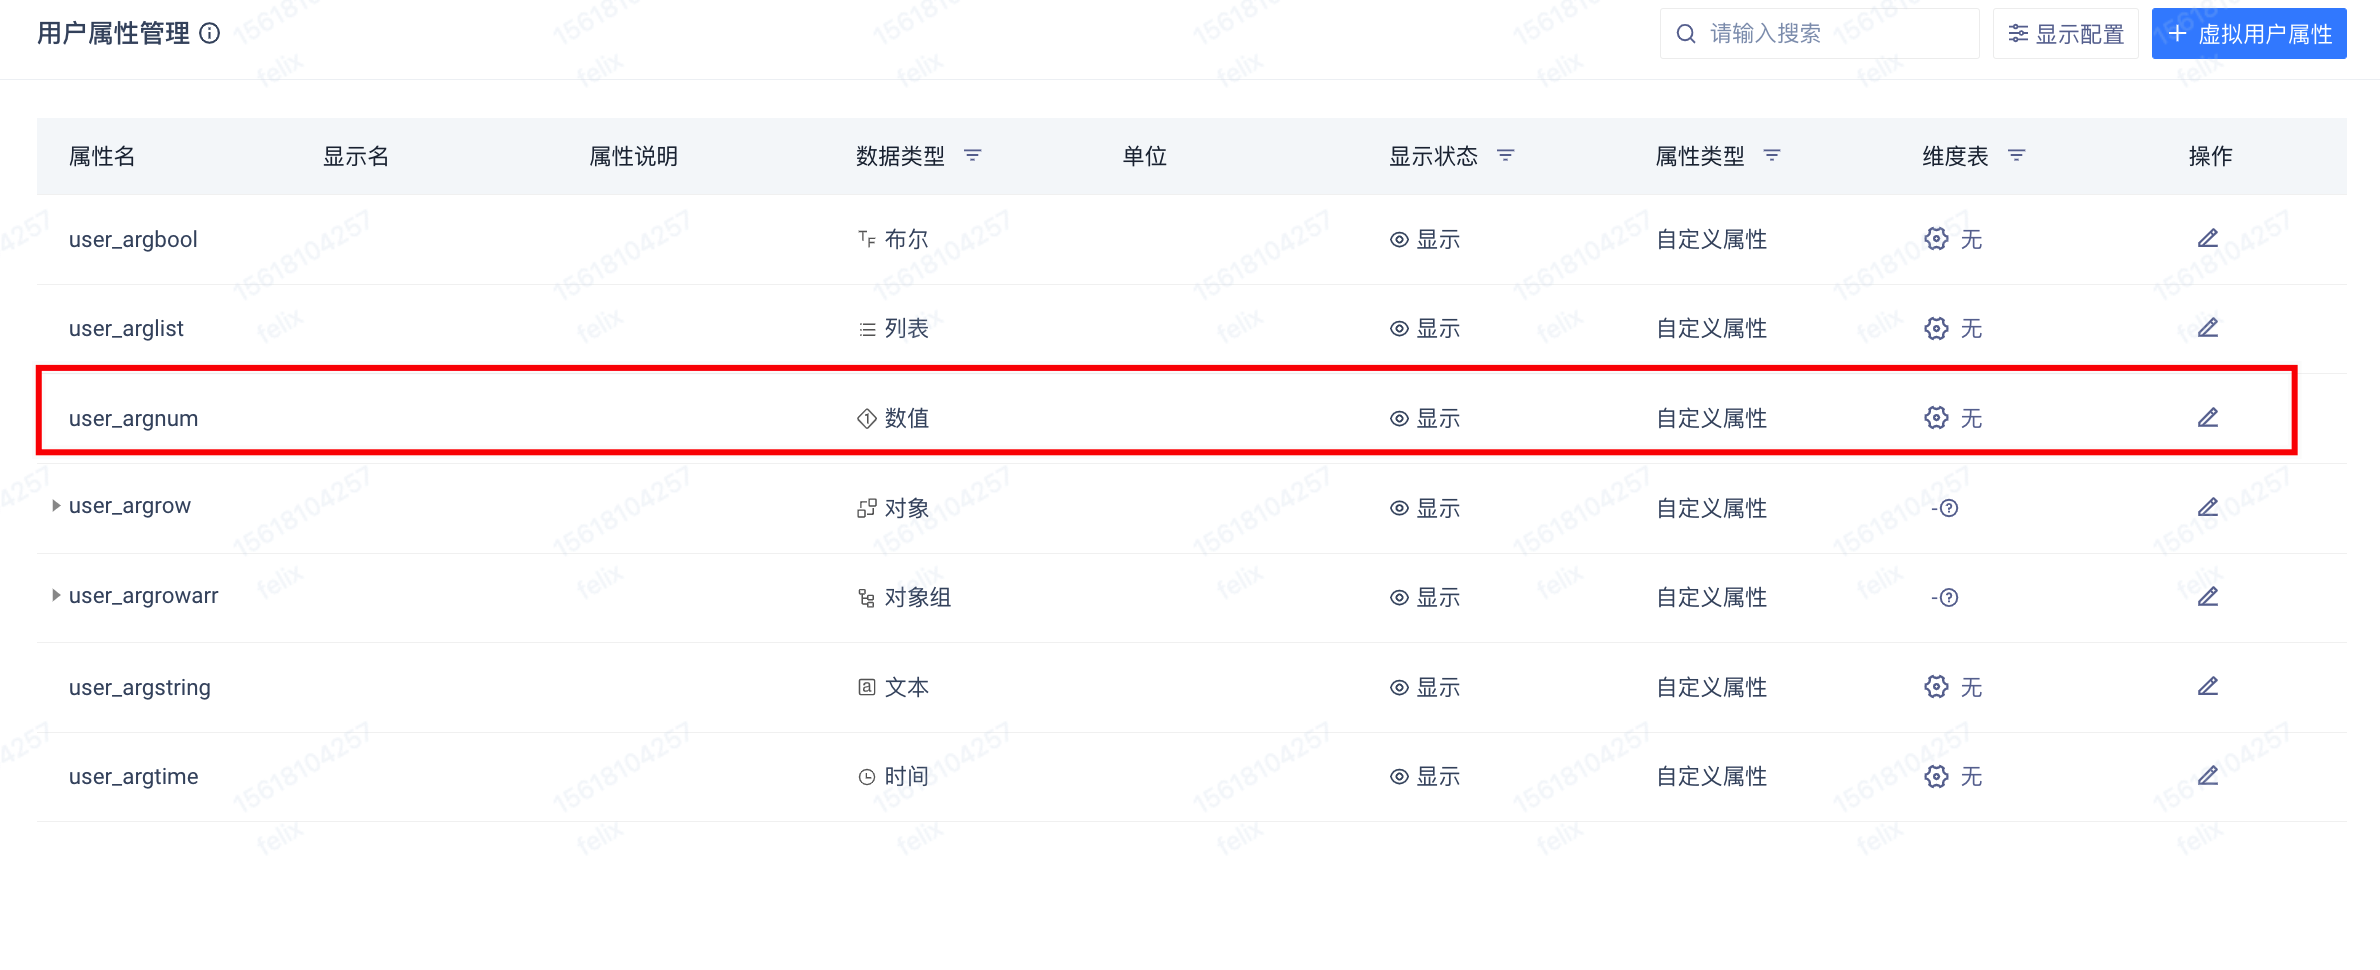 用户属性管理
请输入搜索
显示配置
+ 虚拟用户属性
属性名 显示名 属性说明 数据类型 单位 显示状态 属性类型 维度表 操作
user_argbool 布尔 显示 自定义属性 无
user_arglist 列表 显示 自定义属性 无
user_argnum 数值 显示 自定义属性 无
user_argrow 对象 显示 自定义属性 -
user_argrowarr 对象组 显示 自定义属性 -
user_argstring 文本 显示 自定义属性 无
user_argtime 时间 显示 自定义属性 无
15618104257
felix